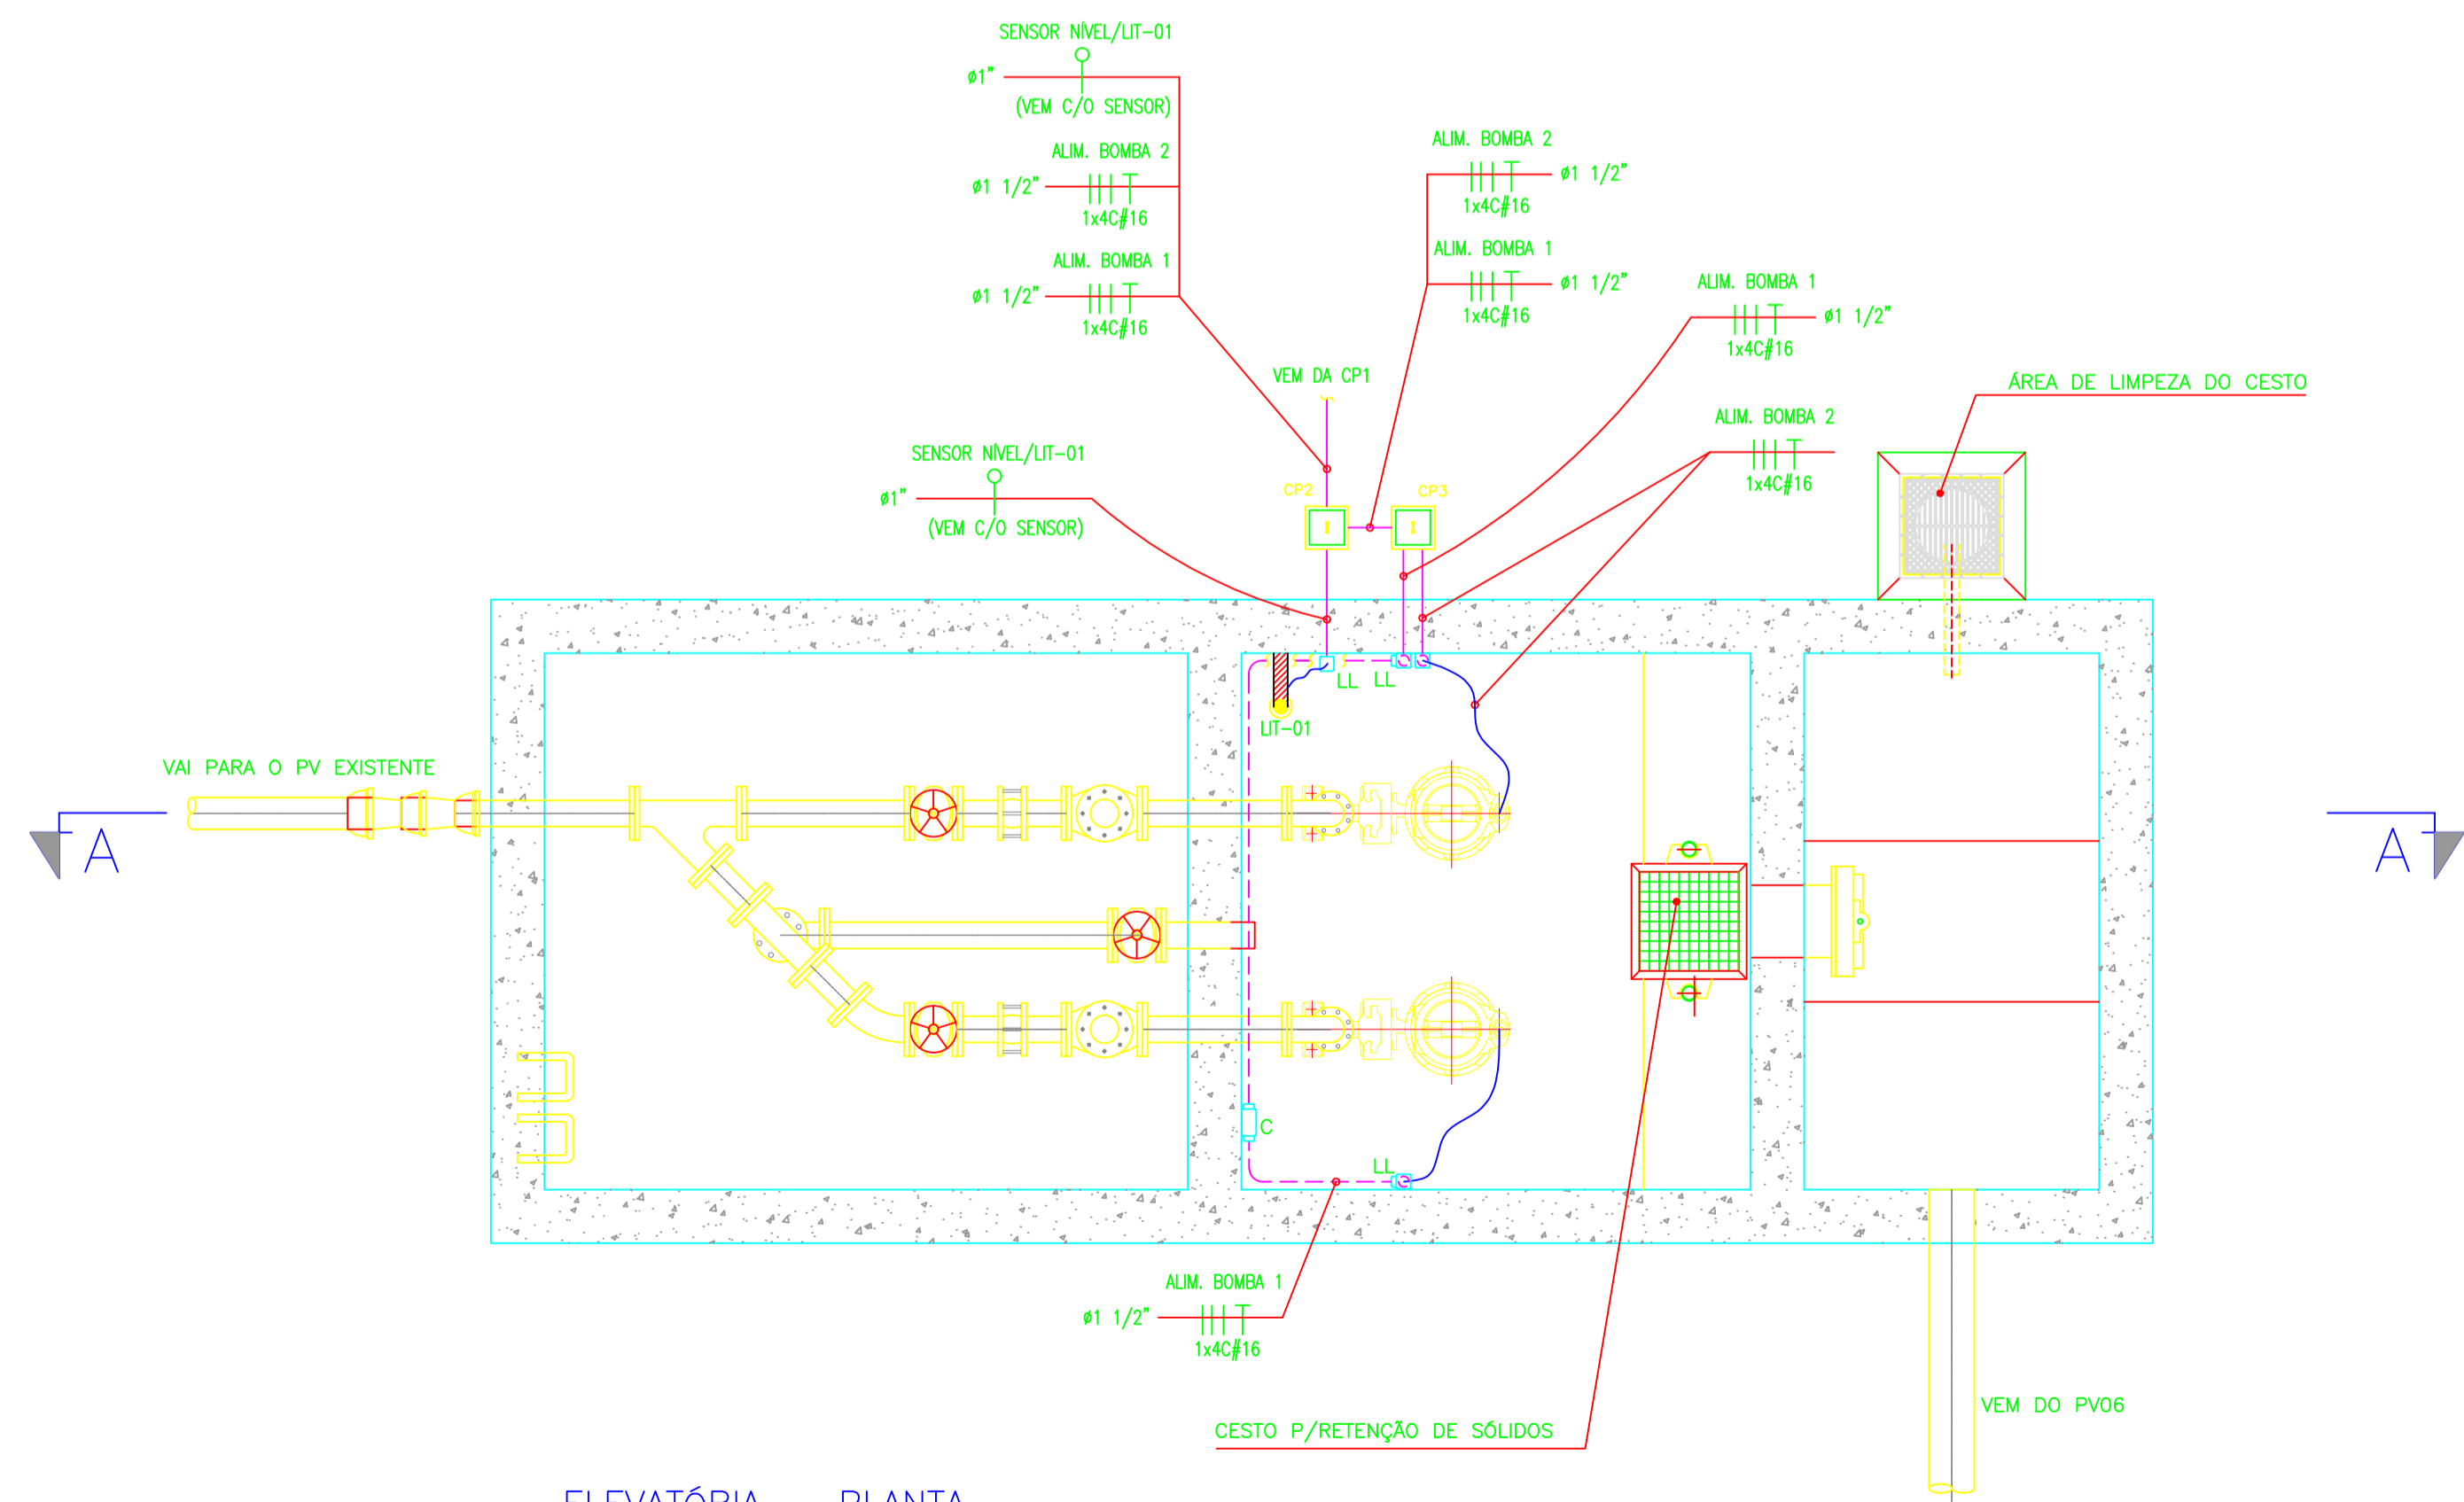 SENSOR NÍVEL/LIT-01
ø1"
(VEM C/O SENSOR)
ALIM. BOMBA 2
ø1 1/2"
1x4C#16
ALIM. BOMBA 1
ø1 1/2"
1x4C#16
ALIM. BOMBA 2
ø1 1/2"
1x4C#16
ALIM. BOMBA 1
ø1 1/2"
1x4C#16
ALIM. BOMBA 1
ø1 1/2"
1x4C#16
VEM DA CP1
ÁREA DE LIMPEZA DO CESTO
ALIM. BOMBA 2
1x4C#16
SENSOR NÍVEL/LIT-01
ø1"
(VEM C/O SENSOR)
CP2
CP3
LL
LL
LIT-01
VAI PARA O PV EXISTENTE
A
A
C
LL
ALIM. BOMBA 1
ø1 1/2"
1x4C#16
VEM DO PV06
CESTO P/RETENÇÃO DE SÓLIDOS
ELEVATÓRIA PLANTA